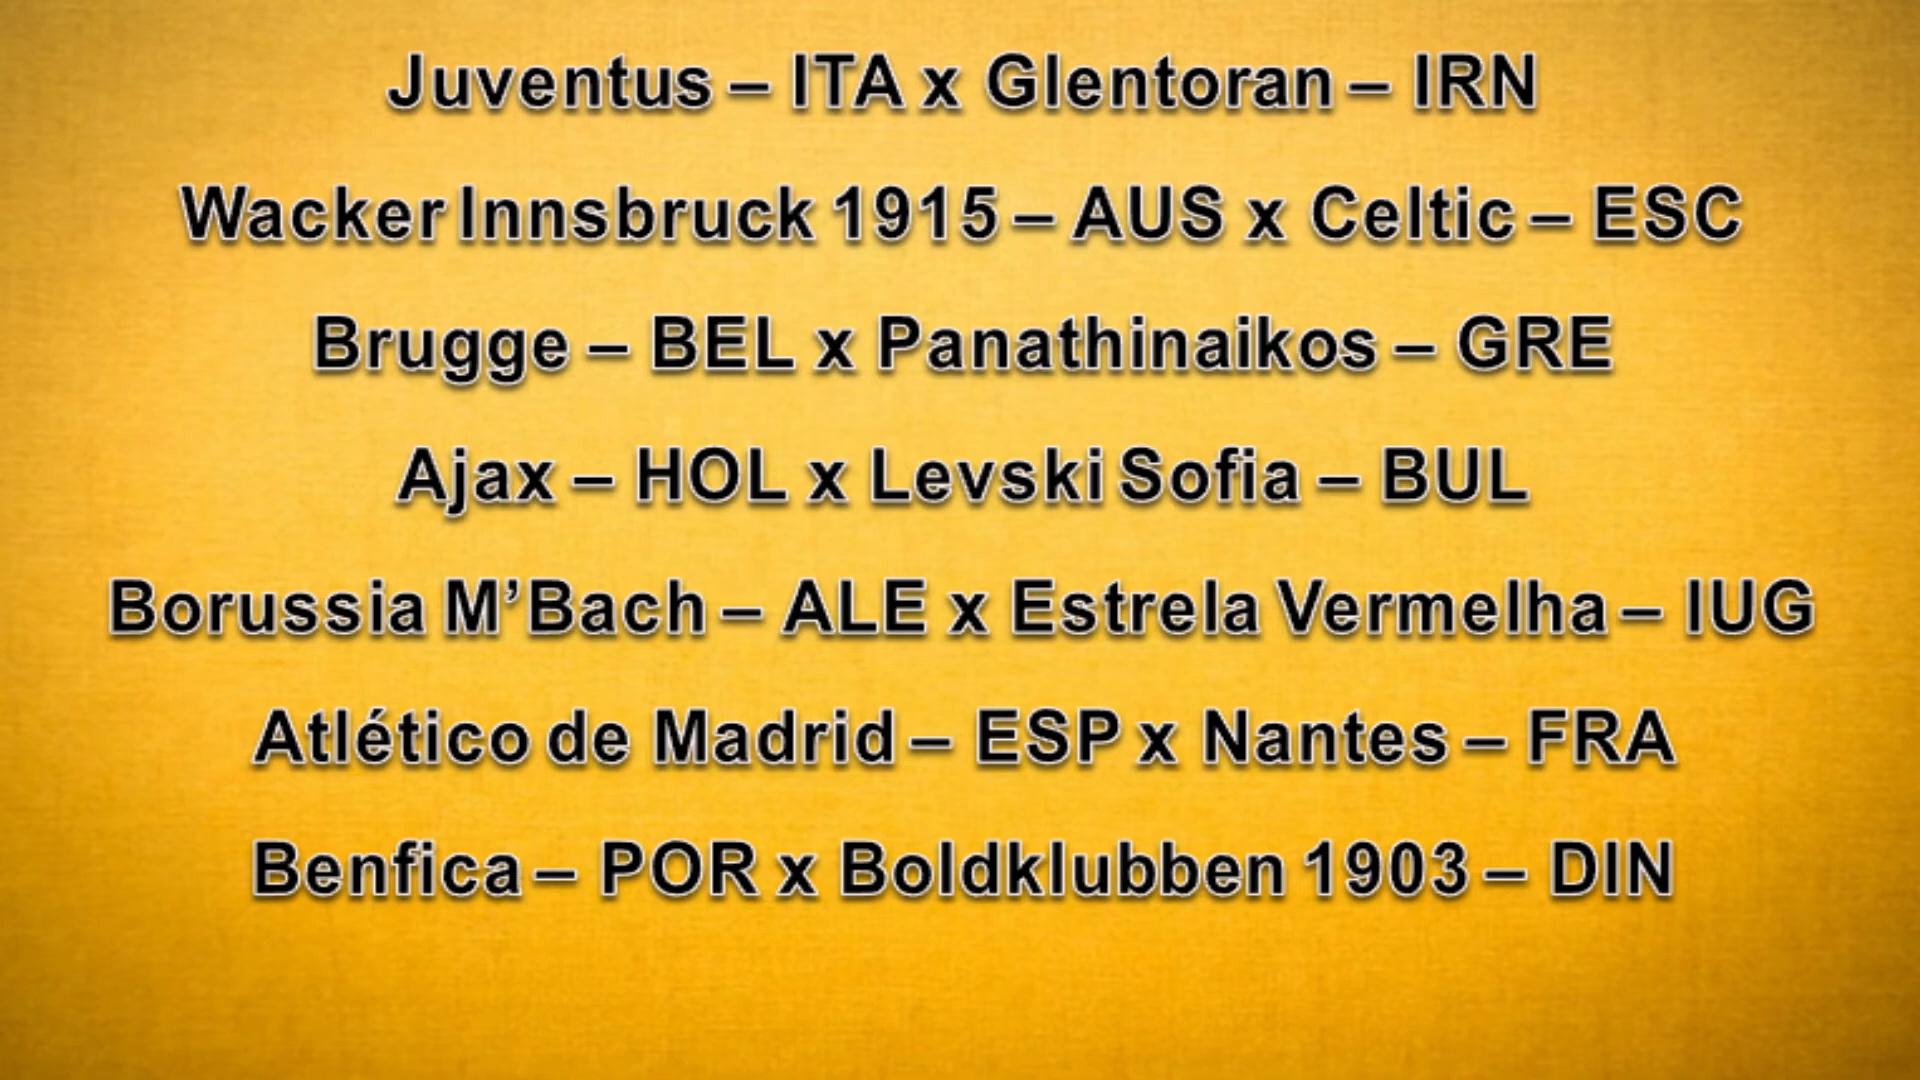 Juventus – ITA x Glentoran – IRN
Wacker Innsbruck 1915 – AUS x Celtic – ESC
Brugge – BEL x Panathinaikos – GRE
Ajax – HOL x Levski Sofia – BUL
Borussia M’Bach – ALE x Estrela Vermelha – IUG
Atlético de Madrid – ESP x Nantes – FRA
Benfica – POR x Boldklubben 1903 – DIN